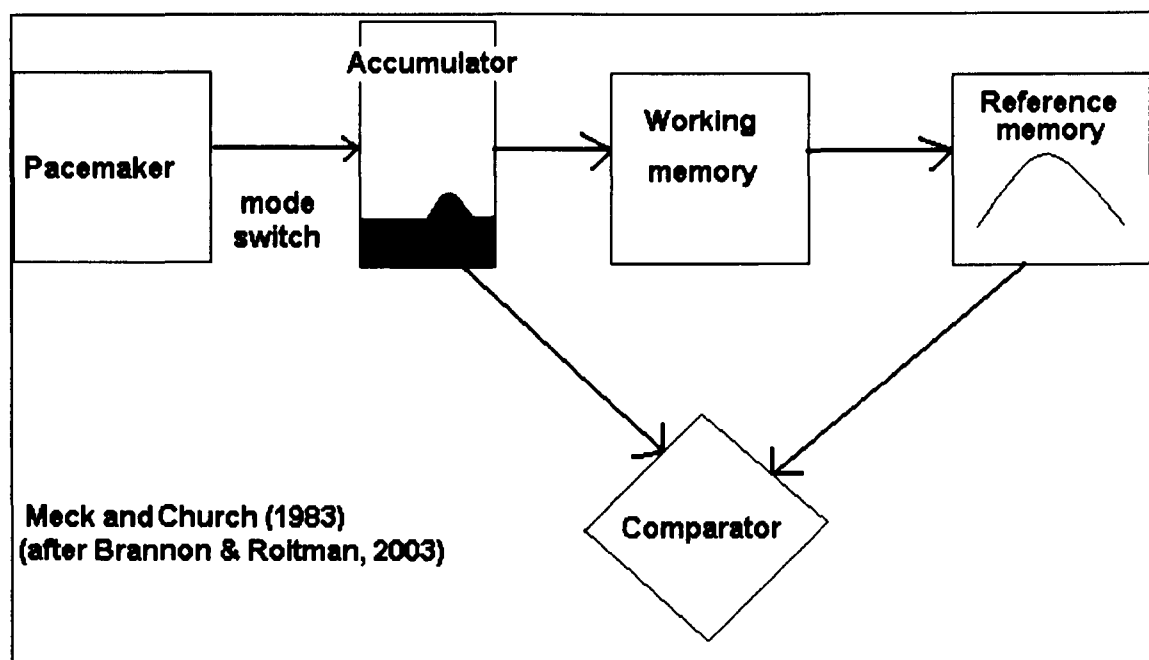 Accumulator
Pacemaker
mode
switch
Working
memory
Reference
memory
Comparator
Meck and Church (1983)
(after Brannon & Roitman, 2003)